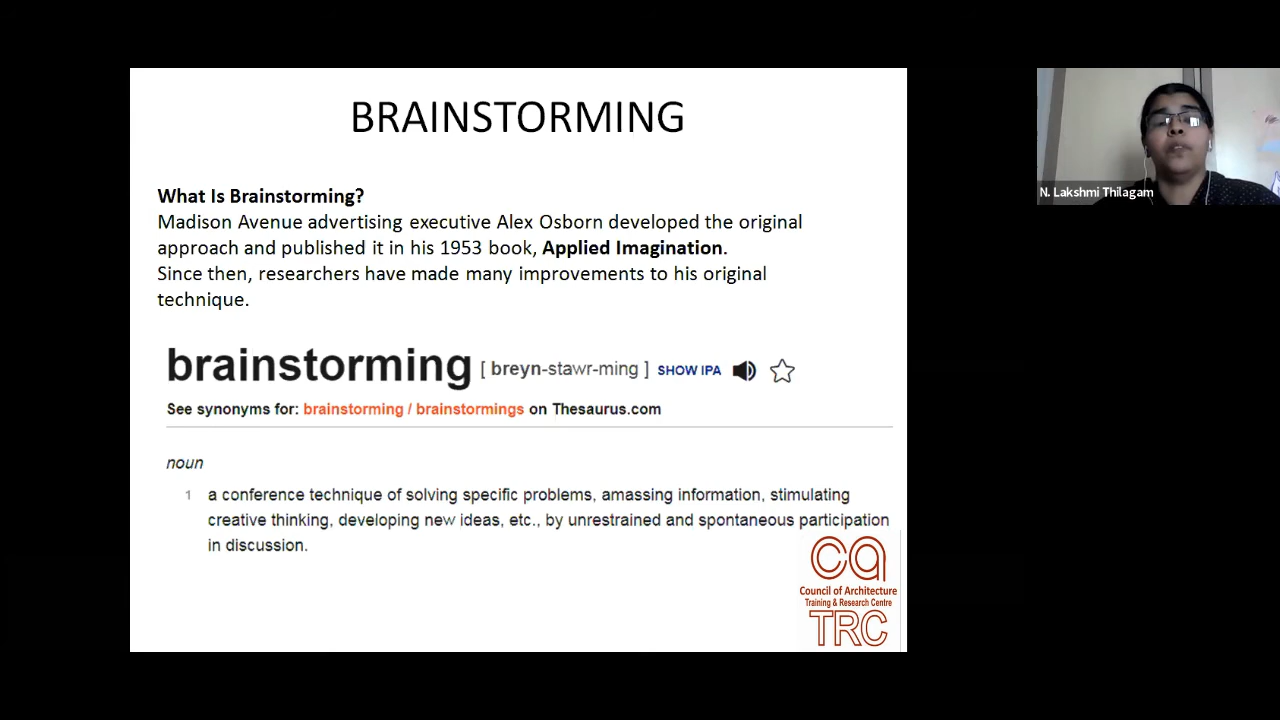 BRAINSTORMING
What Is Brainstorming?
Madison Avenue advertising executive Alex Osborn developed the original
approach and published it in his 1953 book, Applied Imagination.
Since then, researchers have made many improvements to his original
technique.
brainstorming [ breyn-stawr-ming ] SHOW IPA
See synonyms for: brainstorming / brainstormings on Thesaurus.com
noun
1 a conference technique of solving specific problems, amassing information, stimulating
creative thinking, developing new ideas, etc., by unrestrained and spontaneous participation
in discussion.
ca
Council of Architecture
Training & Research Centre
TRC
N. Lakshmi Thilagam